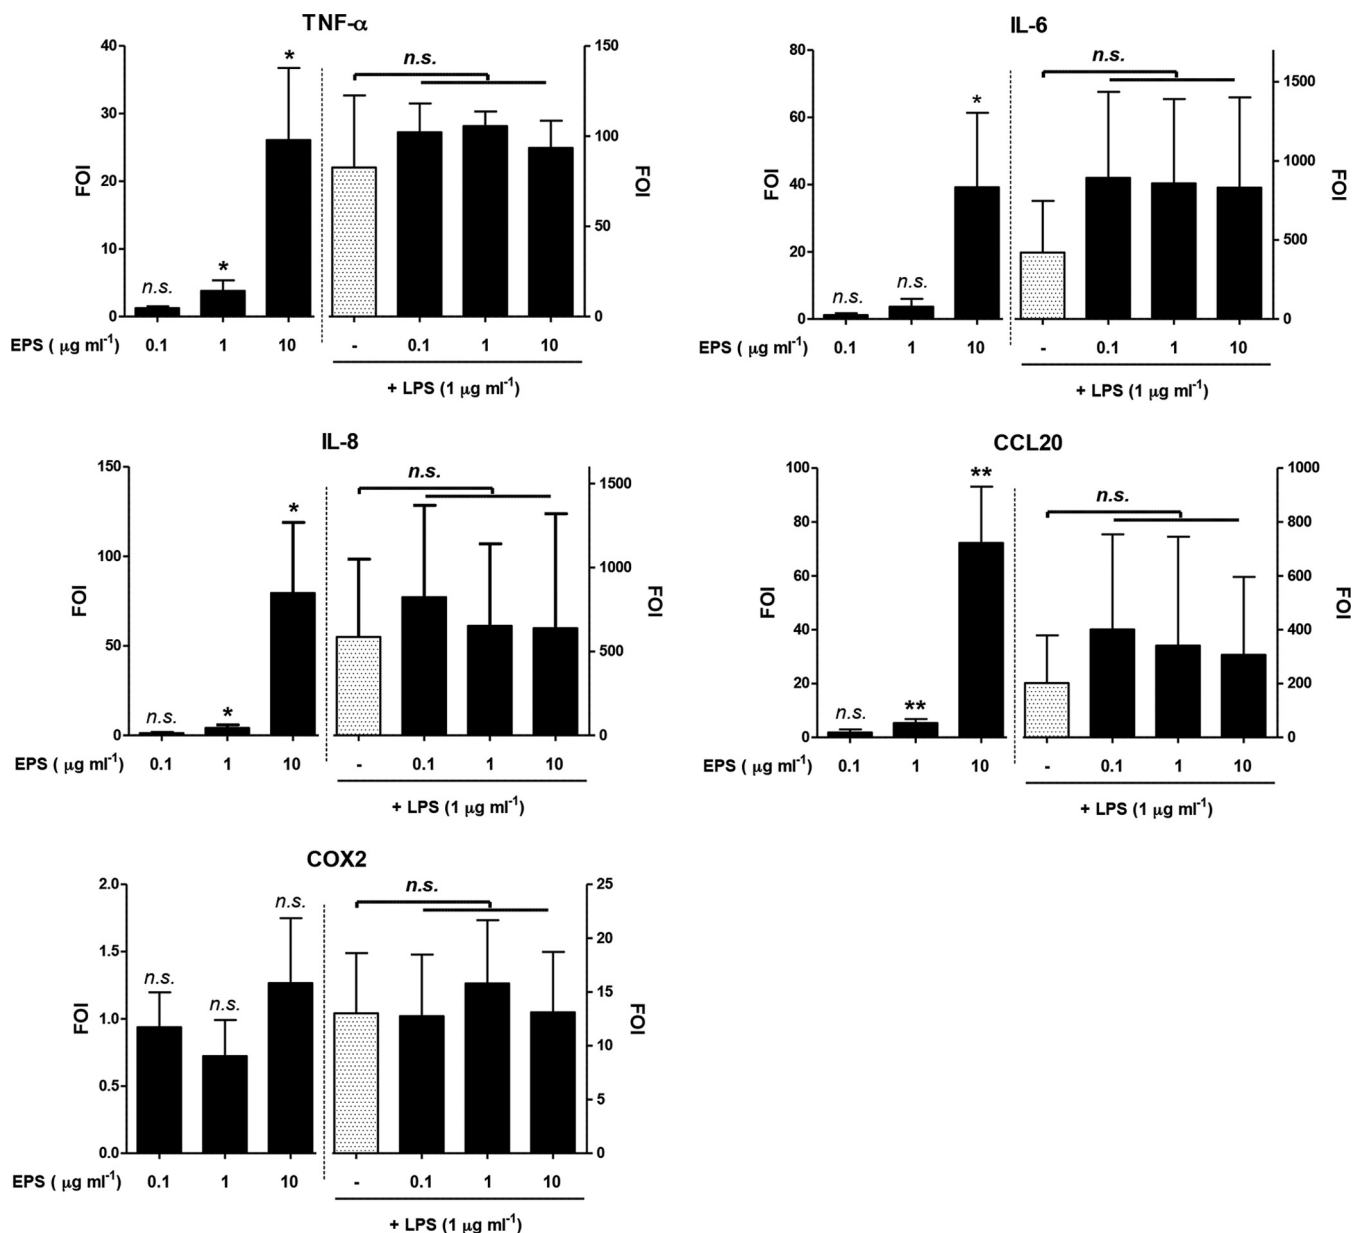 TNF-α
40
30
20
10
0
FOI
n.s.
*
*
n.s.
150
100
50
0
FOI
EPS ( μg ml⁻¹) 0.1 1 10 - 0.1 1 10
+ LPS (1 μg ml⁻¹)
IL-6
80
60
40
20
0
FOI
n.s.
n.s.
*
n.s.
1500
1000
500
0
FOI
EPS ( μg ml⁻¹) 0.1 1 10 - 0.1 1 10
+ LPS (1 μg ml⁻¹)
IL-8
150
100
50
0
FOI
n.s.
*
*
n.s.
1500
1000
500
0
FOI
EPS ( μg ml⁻¹) 0.1 1 10 - 0.1 1 10
+ LPS (1 μg ml⁻¹)
CCL20
100
80
60
40
20
0
FOI
n.s.
**
**
n.s.
1000
800
600
400
200
0
FOI
EPS ( μg ml⁻¹) 0.1 1 10 - 0.1 1 10
+ LPS (1 μg ml⁻¹)
COX2
2.0
1.5
1.0
0.5
0.0
FOI
n.s.
n.s.
n.s.
n.s.
25
20
15
10
5
0
FOI
EPS ( μg ml⁻¹) 0.1 1 10 - 0.1 1 10
+ LPS (1 μg ml⁻¹)